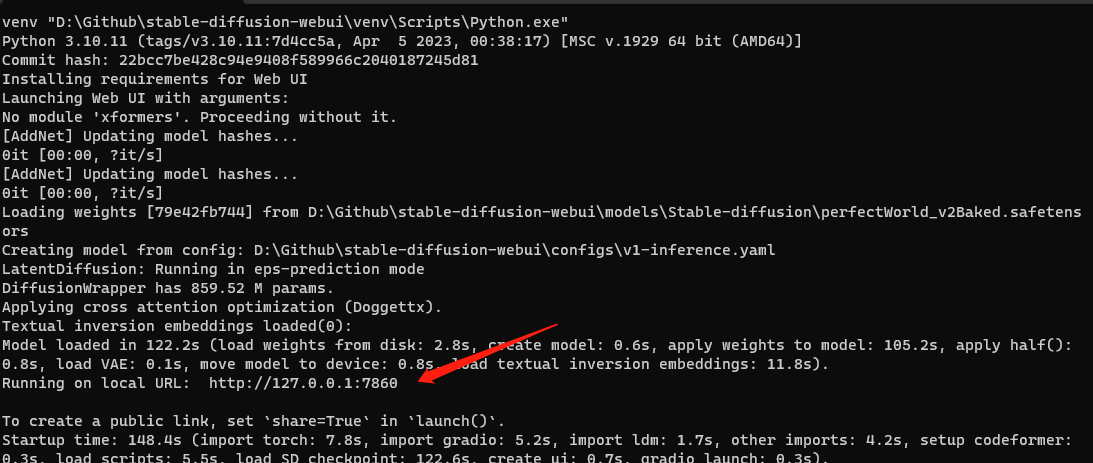 venv "D:\Github\stable-diffusion-webui\venv\Scripts\Python.exe"
Python 3.10.11 (tags/v3.10.11:7d4cc5a, Apr  5 2023, 00:38:17) [MSC v.1929 64 bit (AMD64)]
Commit hash: 22bcc7be428c94e9408f589966c2040187245d81
Installing requirements for Web UI
Launching Web UI with arguments:
No module 'xformers'. Proceeding without it.
[AddNet] Updating model hashes...
0it [00:00, ?it/s]
[AddNet] Updating model hashes...
0it [00:00, ?it/s]
Loading weights [79e42fb744] from D:\Github\stable-diffusion-webui\models\Stable-diffusion\perfectWorld_v2Baked.safetens
ors
Creating model from config: D:\Github\stable-diffusion-webui\configs\v1-inference.yaml
LatentDiffusion: Running in eps-prediction mode
DiffusionWrapper has 859.52 M params.
Applying cross attention optimization (Doggettx).
Textual inversion embeddings loaded(0):
Model loaded in 122.2s (load weights from disk: 2.8s, create model: 0.6s, apply weights to model: 105.2s, apply half():
0.8s, load VAE: 0.1s, move model to device: 0.8s, load textual inversion embeddings: 11.8s).
Running on local URL:  http://127.0.0.1:7860
To create a public link, set `share=True` in `launch()`.
Startup time: 148.4s (import torch: 7.8s, import gradio: 5.2s, import ldm: 1.7s, other imports: 4.2s, setup codeformer:
0.3s, load scripts: 5.5s, load SD checkpoint: 122.6s, create ui: 0.7s, gradio launch: 0.3s).